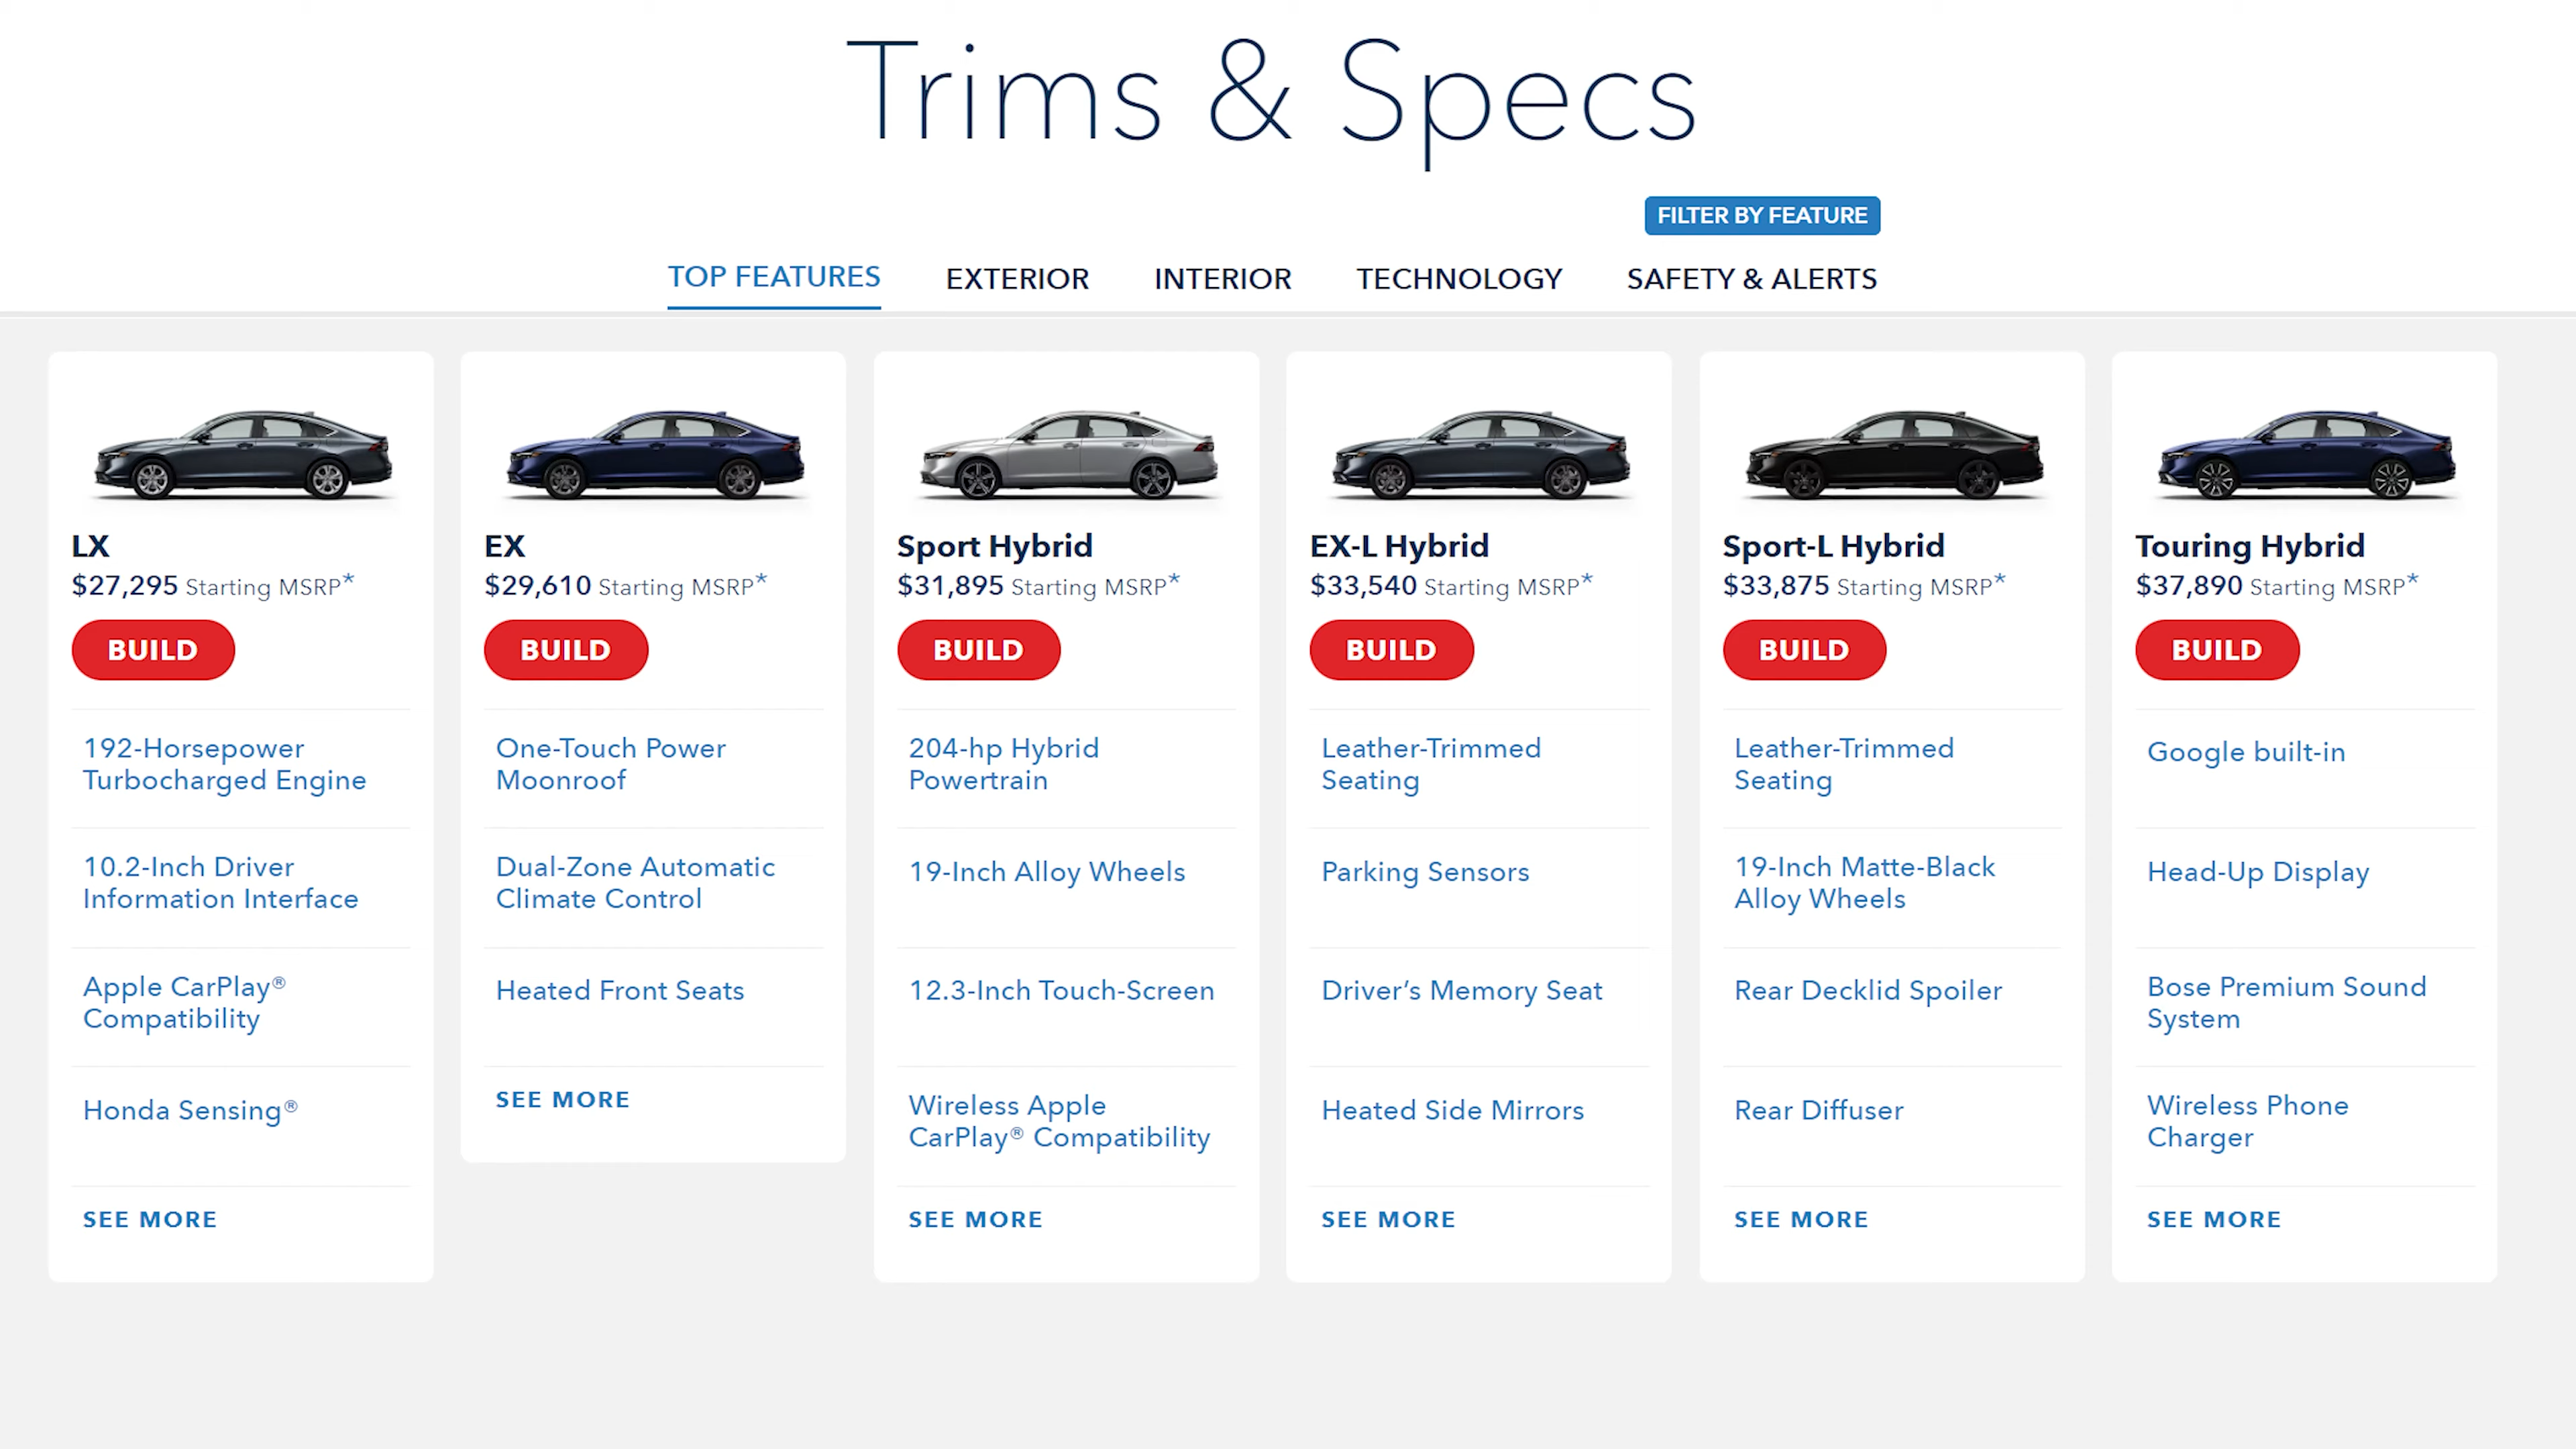 Trims & Specs
FILTER BY FEATURE
TOP FEATURES
EXTERIOR
INTERIOR
TECHNOLOGY
SAFETY & ALERTS
LX
$27,295 Starting MSRP*
BUILD
192-Horsepower
Turbocharged Engine
10.2-Inch Driver
Information Interface
Apple CarPlay®
Compatibility
Honda Sensing®
SEE MORE
EX
$29,610 Starting MSRP*
BUILD
One-Touch Power
Moonroof
Dual-Zone Automatic
Climate Control
Heated Front Seats
SEE MORE
Sport Hybrid
$31,895 Starting MSRP*
BUILD
204-hp Hybrid
Powertrain
19-Inch Alloy Wheels
12.3-Inch Touch-Screen
Wireless Apple
CarPlay® Compatibility
SEE MORE
EX-L Hybrid
$33,540 Starting MSRP*
BUILD
Leather-Trimmed
Seating
Parking Sensors
Driver’s Memory Seat
Heated Side Mirrors
SEE MORE
Sport-L Hybrid
$33,875 Starting MSRP*
BUILD
Leather-Trimmed
Seating
19-Inch Matte-Black
Alloy Wheels
Rear Decklid Spoiler
Rear Diffuser
SEE MORE
Touring Hybrid
$37,890 Starting MSRP*
BUILD
Google built-in
Head-Up Display
Bose Premium Sound
System
Wireless Phone
Charger
SEE MORE